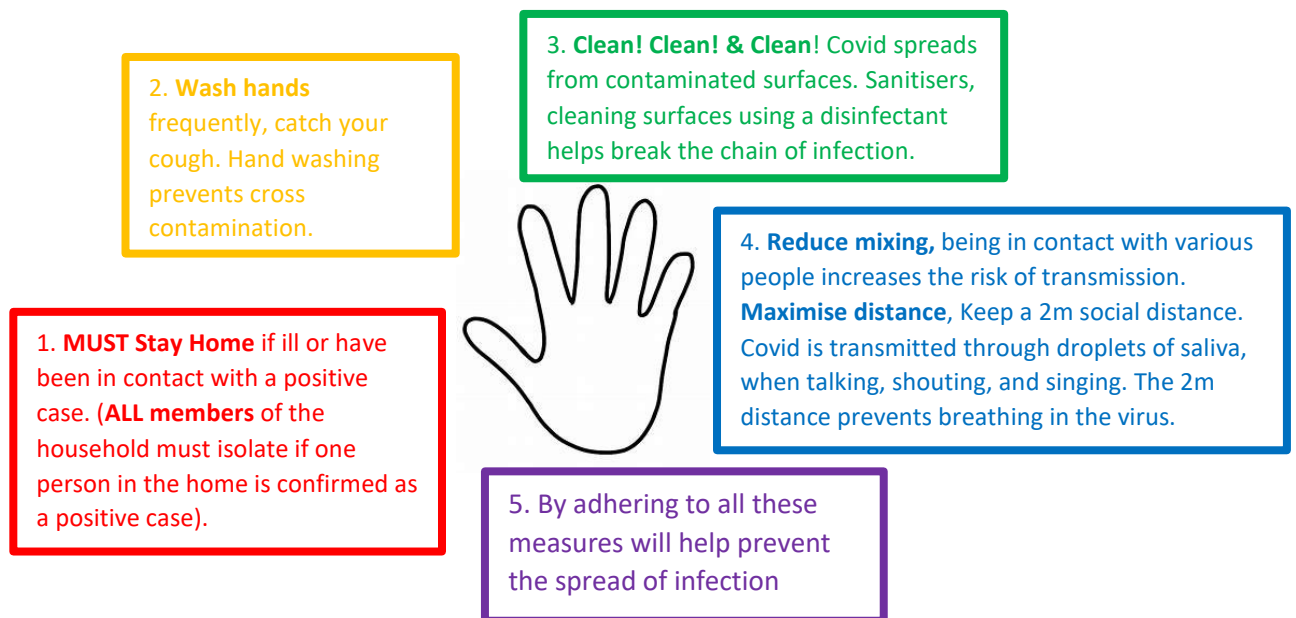 1. MUST Stay Home if ill or have
been in contact with a positive
case. (ALL members of the
household must isolate if one
person in the home is confirmed as
a positive case).
2. Wash hands
frequently, catch your
cough. Hand washing
prevents cross
contamination.
3. Clean! Clean! & Clean! Covid spreads
from contaminated surfaces. Sanitisers,
cleaning surfaces using a disinfectant
helps break the chain of infection.
4. Reduce mixing, being in contact with various
people increases the risk of transmission.
Maximise distance, Keep a 2m social distance.
Covid is transmitted through droplets of saliva,
when talking, shouting, and singing. The 2m
distance prevents breathing in the virus.
5. By adhering to all these
measures will help prevent
the spread of infection